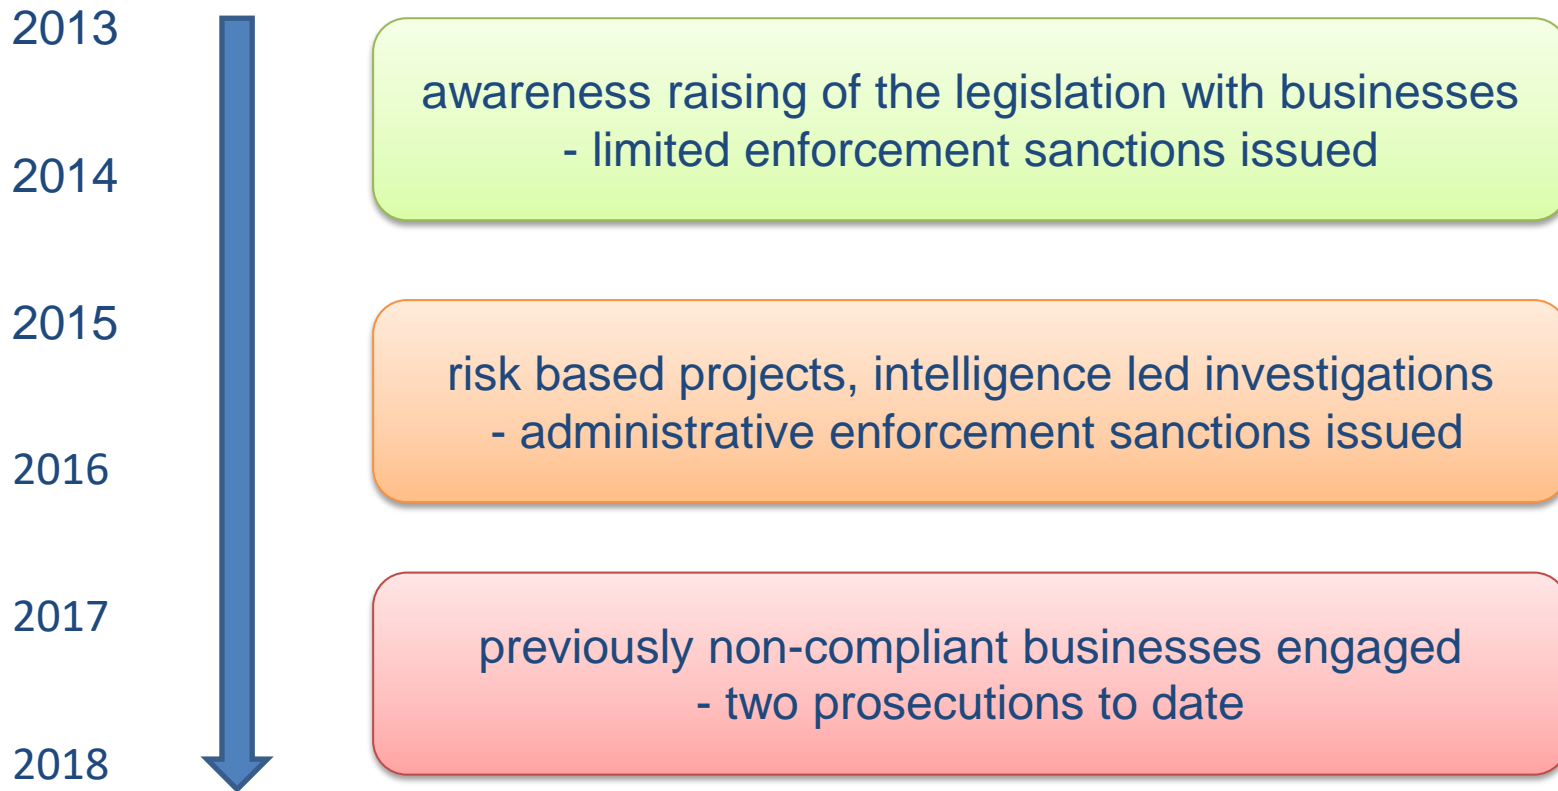 2013
awareness raising of the legislation with businesses
- limited enforcement sanctions issued
2014
2015
risk based projects, intelligence led investigations
- administrative enforcement sanctions issued
2016
2017
previously non-compliant businesses engaged
- two prosecutions to date
2018